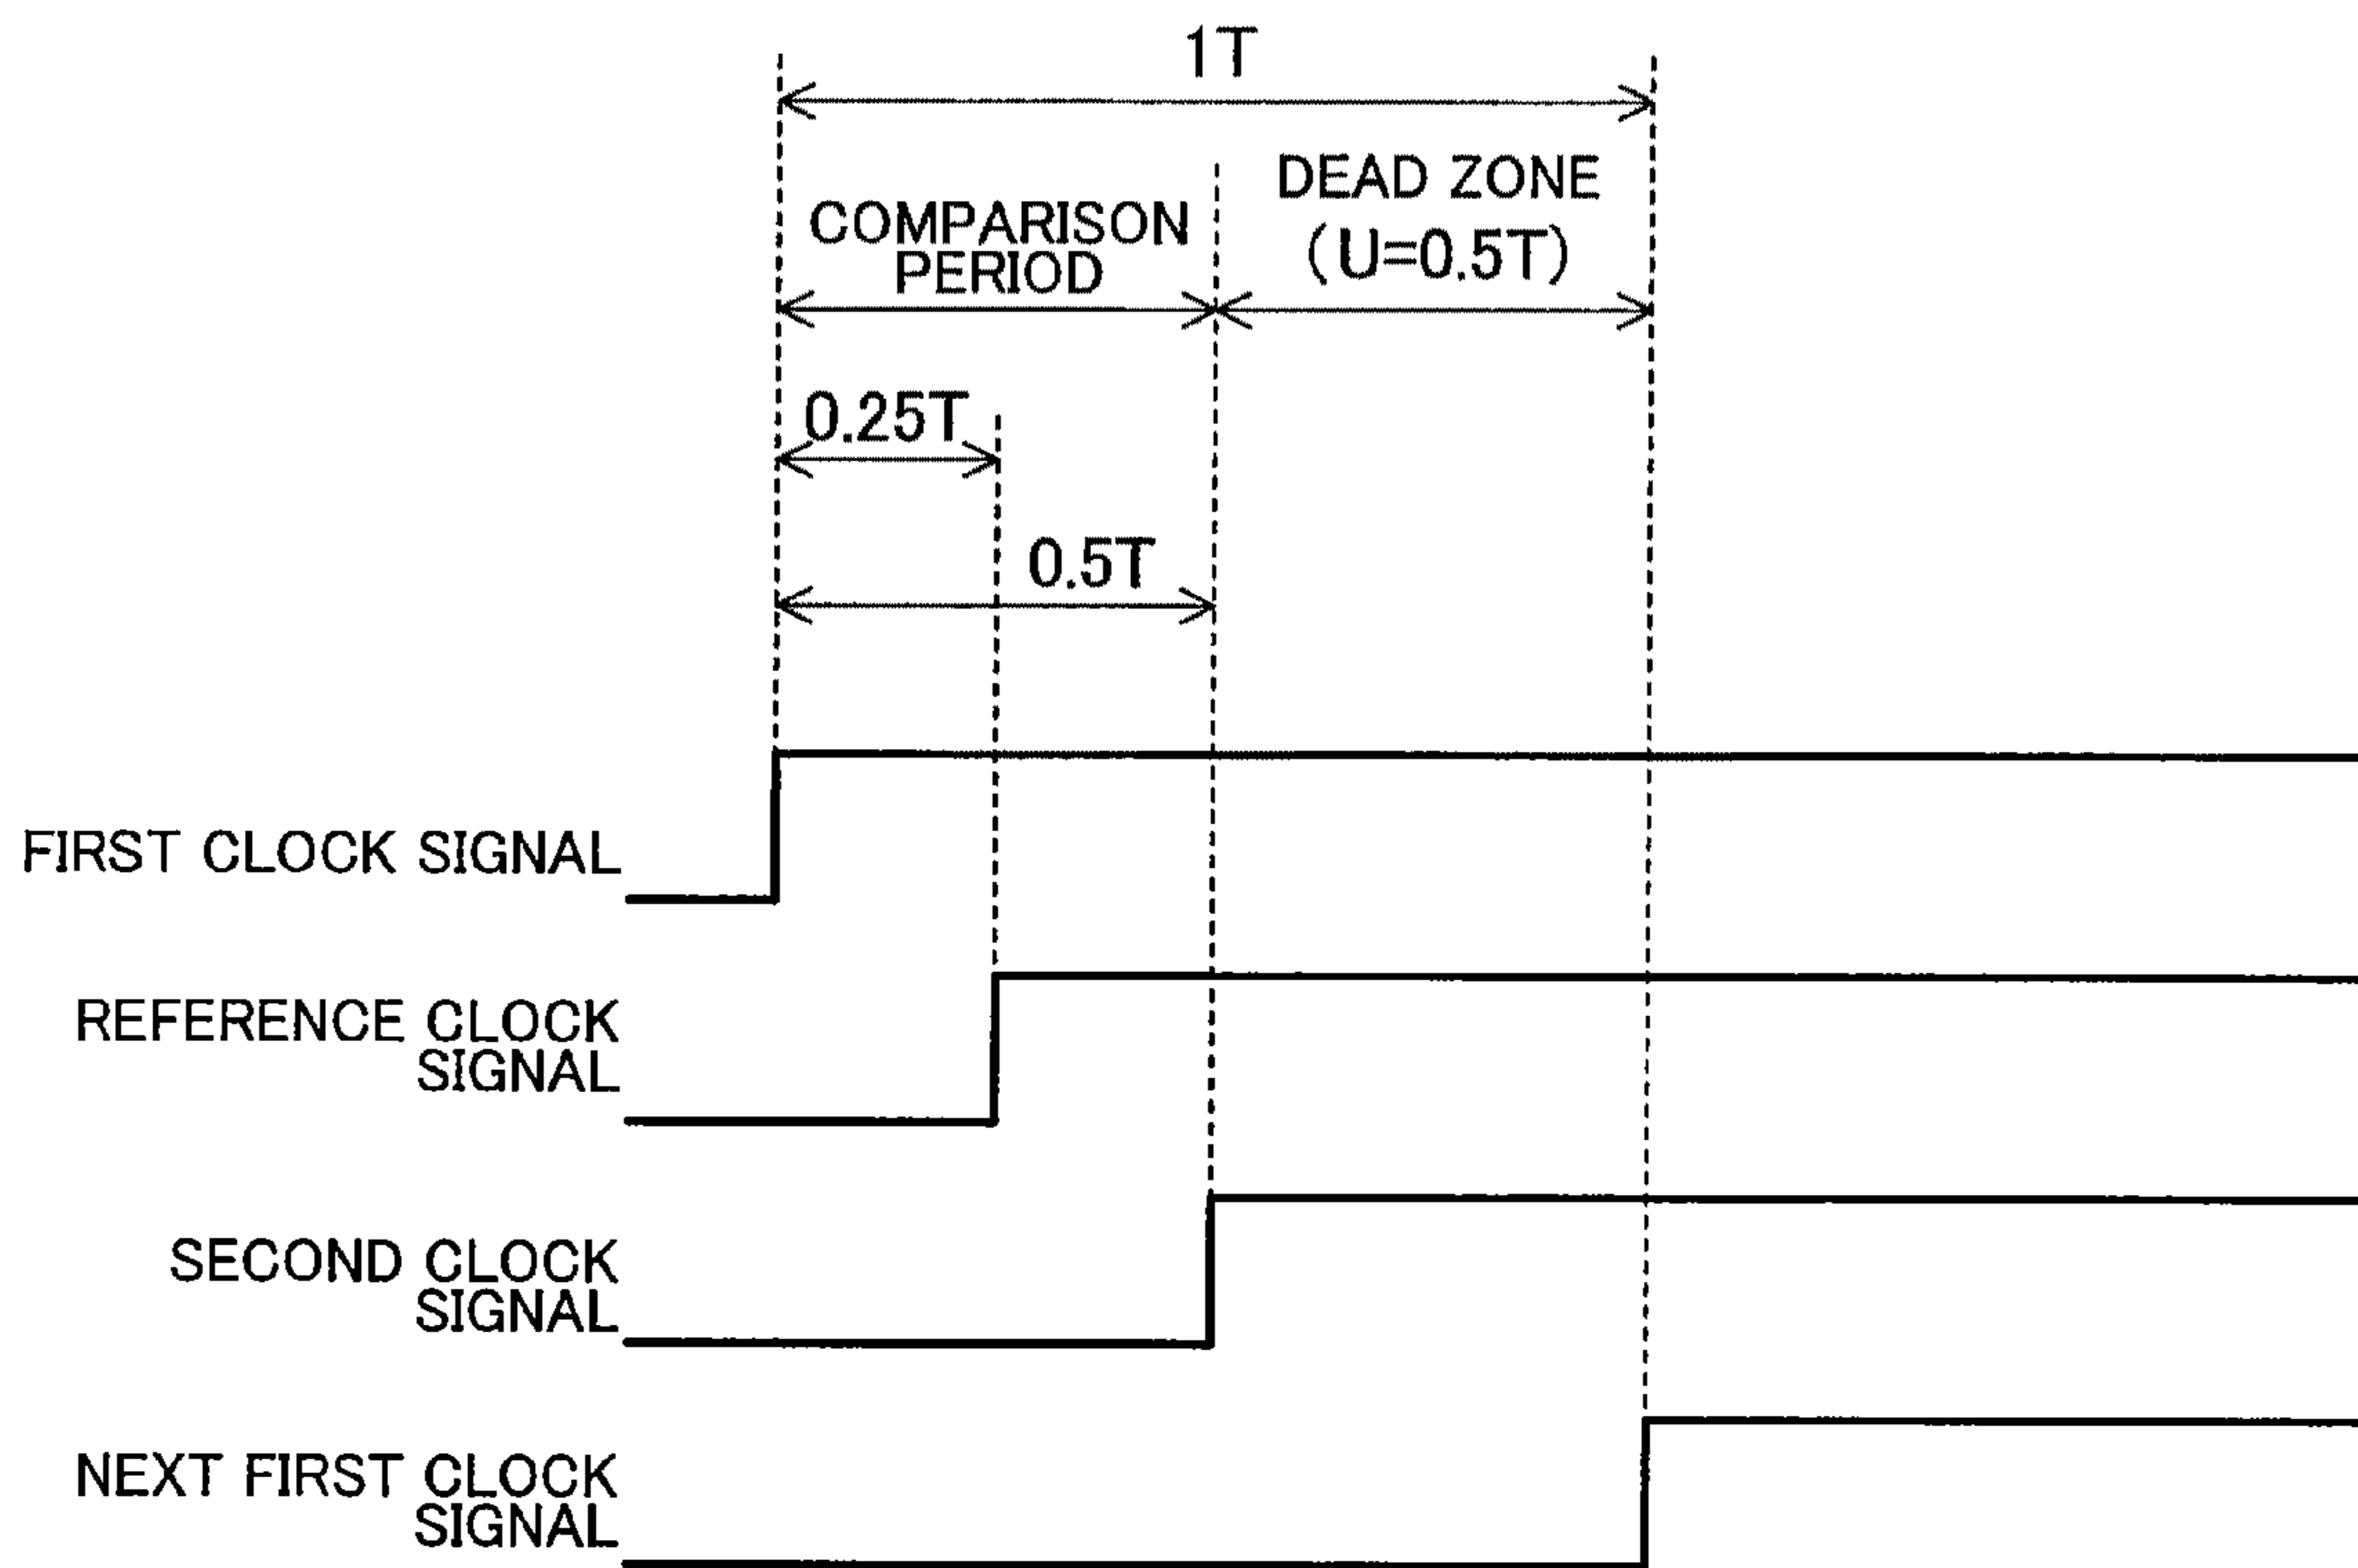 1T
DEAD ZONE
(U=0.5T)
COMPARISON
PERIOD
0.25T
0.5T
FIRST CLOCK SIGNAL
REFERENCE CLOCK
SIGNAL
SECOND CLOCK
SIGNAL
NEXT FIRST CLOCK
SIGNAL